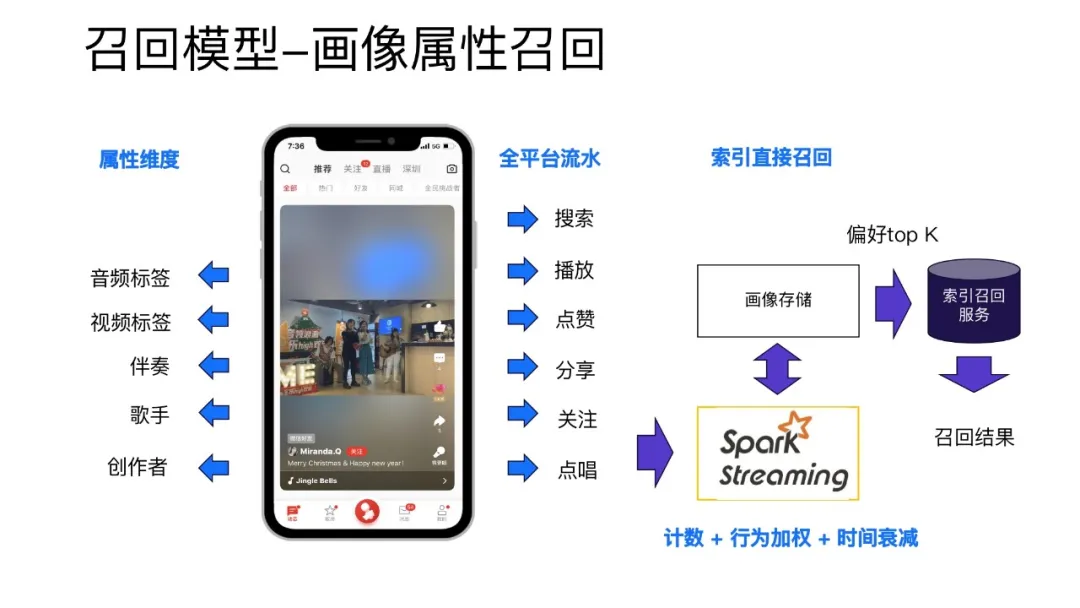 召回模型–画像属性召回
属性维度
音频标签
视频标签
伴奏
歌手
创作者
7:36
5G
推荐 关注 直播 深圳
全部 热门 好友 同城 全民挑战者
Miranda.Q 关注
Merry Christmas & Happy new year!
Jingle Bells
全平台流水
搜索
播放
点赞
分享
关注
点唱
索引直接召回
偏好top K
画像存储
索引召回
服务
Spark
Streaming
召回结果
计数 + 行为加权 + 时间衰减